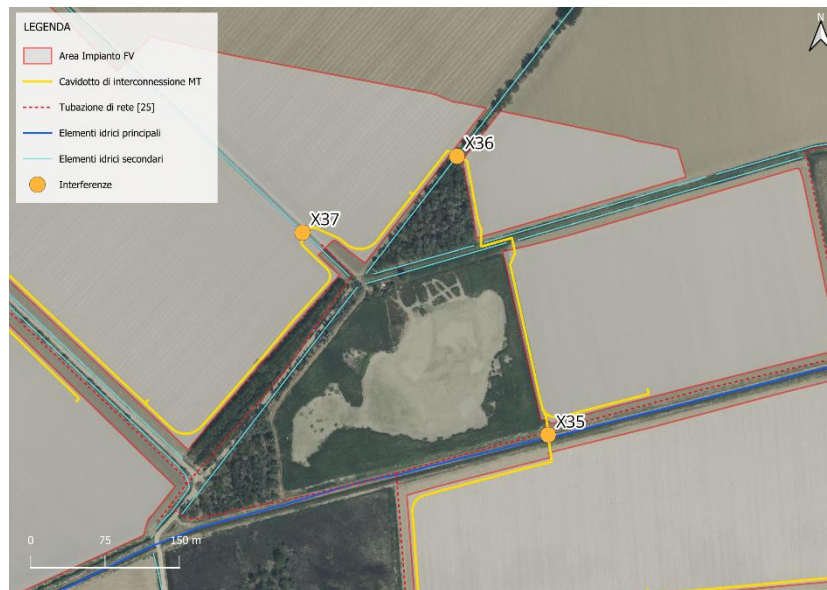 LEGENDA
Area Impianto FV
Cavidotto di interconnessione MT
Tubazione di rete [25]
Elementi idrici principali
Elementi idrici secondari
Interferenze
N
X36
X37
X35
0 75 150 m